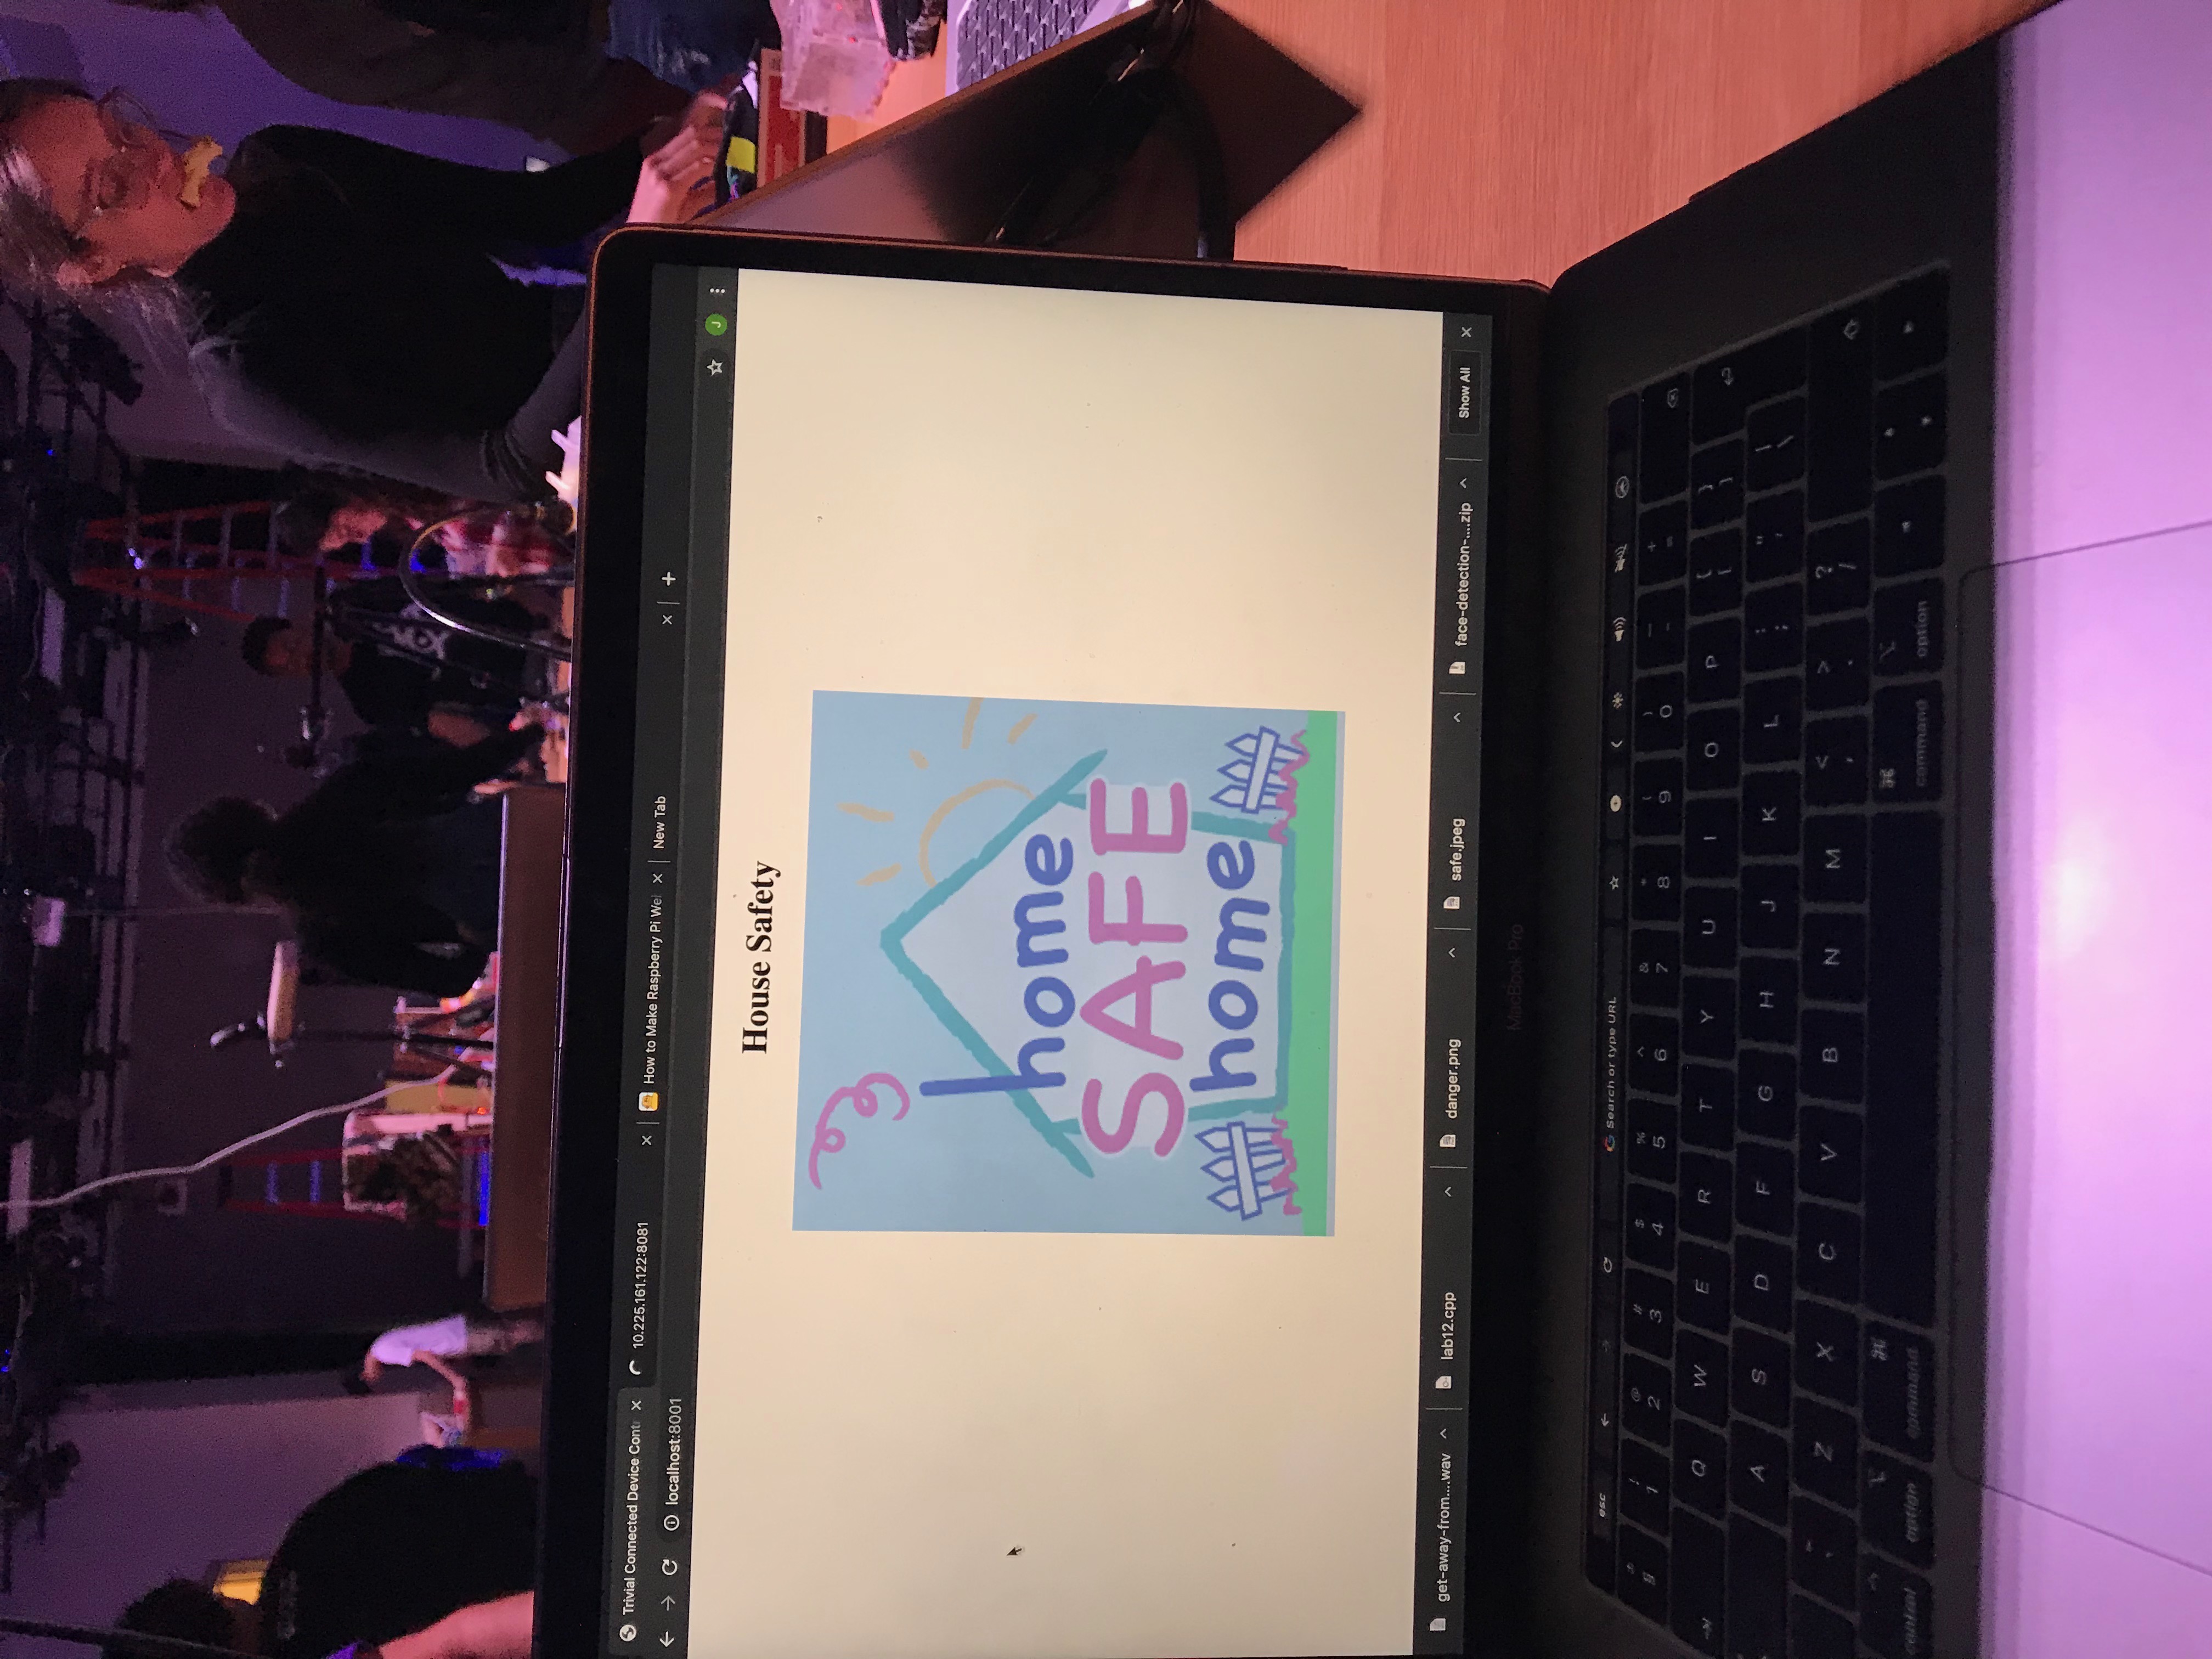 Trivial Connected Device Contr
10.225.161.122:8081
How to Make Raspberry Pi We
New Tab
localhost:8001
J
House Safety
home
SAFE
home
get-away-from....wav
lab12.cpp
danger.png
safe.jpeg
face-detection-....zip
Show All
MacBook Pro
esc
Search or type URL
± ! @ # $ % ^ & * ( ) _ +
§ 1 2 3 4 5 6 7 8 9 0 - =
Q W E R T Y U I O P { }
[ ]
A S D F G H J K L : " |
; ' \
~ Z X C V B N M < > ?
` , . /
control option command command option